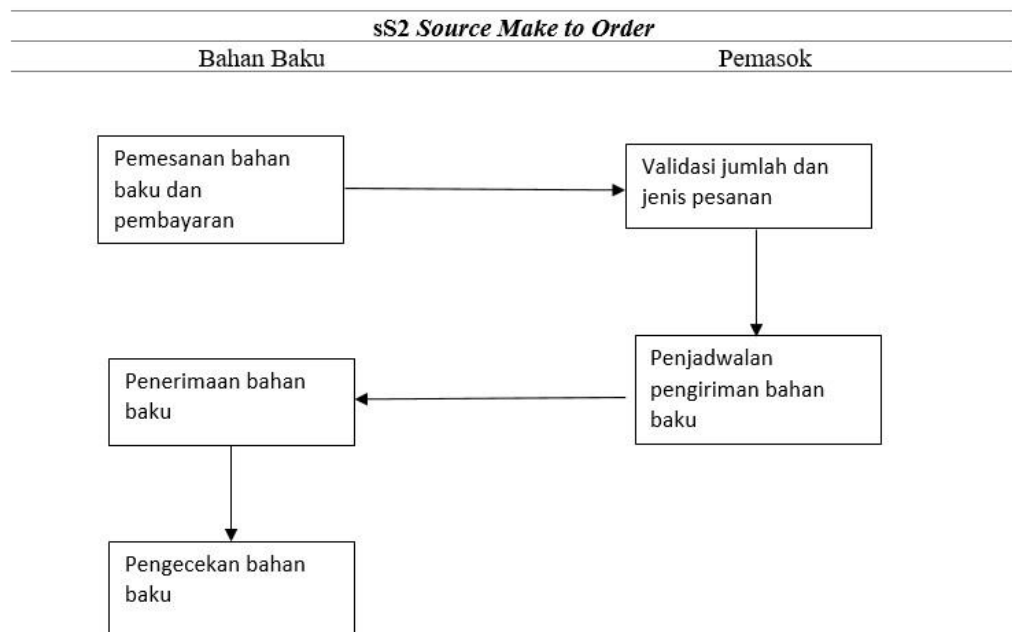 sS2 Source Make to Order
Bahan Baku
Pemasok
Pemesanan bahan
baku dan
pembayaran
Validasi jumlah dan
jenis pesanan
Penjadwalan
pengiriman bahan
baku
Penerimaan bahan
baku
Pengecekan bahan
baku